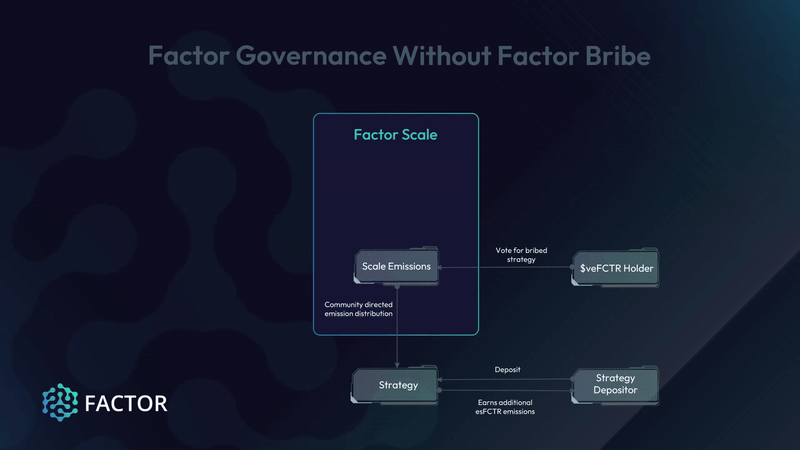 Factor Governance Without Factor Bribe
Factor Scale
Vote for bribed
strategy
Scale Emissions
$veFCTR Holder
Community directed
emission distribution
Deposit
Strategy
Strategy
Depositor
Earns additional
esFCTR emissions
FACTOR